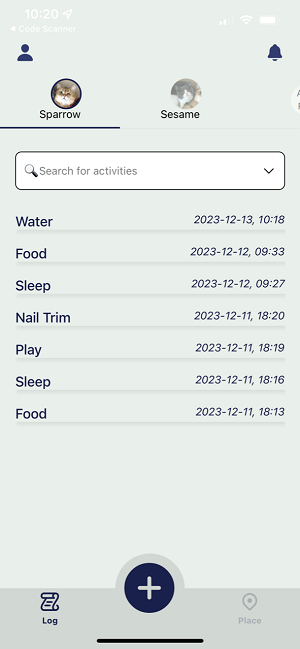 10:20
Code Scanner
Sparrow
Sesame
Search for activities
Water 2023-12-13, 10:18
Food 2023-12-12, 09:33
Sleep 2023-12-12, 09:27
Nail Trim 2023-12-11, 18:20
Play 2023-12-11, 18:19
Sleep 2023-12-11, 18:16
Food 2023-12-11, 18:13
Log
Place